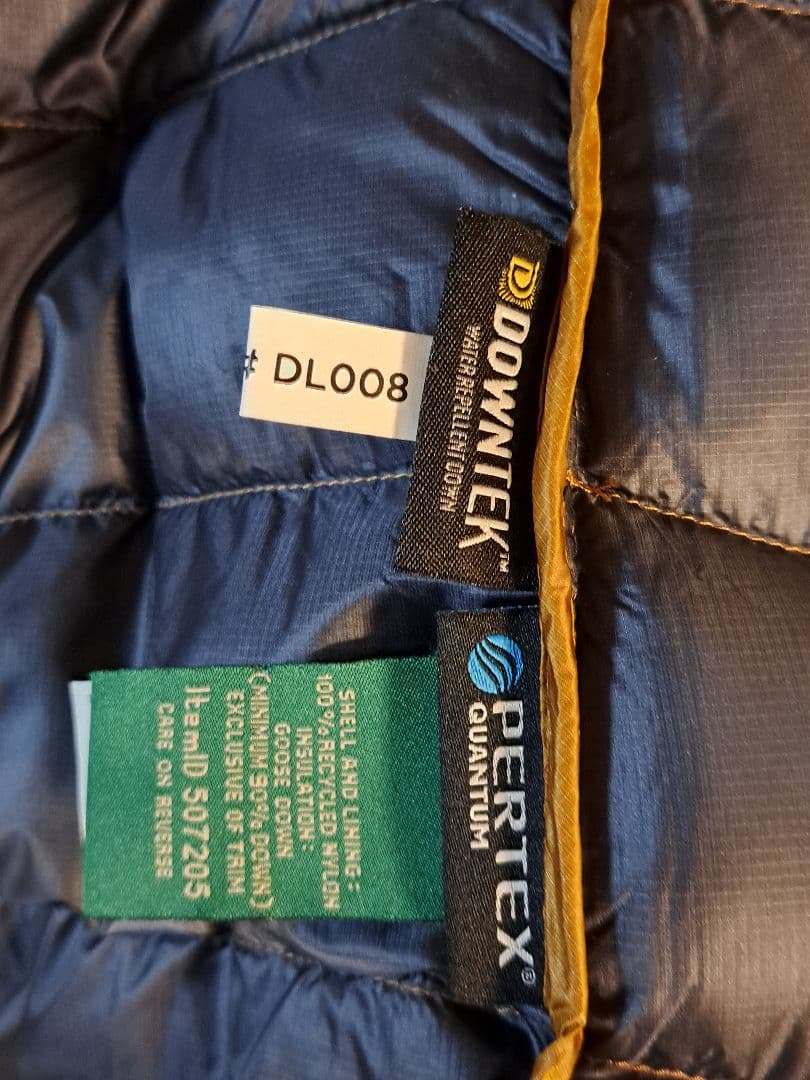 # DL008
DOWNTEK™
WATER REPELLENT DOWN
PERTEX®
QUANTUM
SHELL AND LINING:
100% RECYCLED NYLON
INSULATION:
GOOSE DOWN
(MINIMUM 90% DOWN)
EXCLUSIVE OF TRIM
ItemID 507205
CARE ON REVERSE